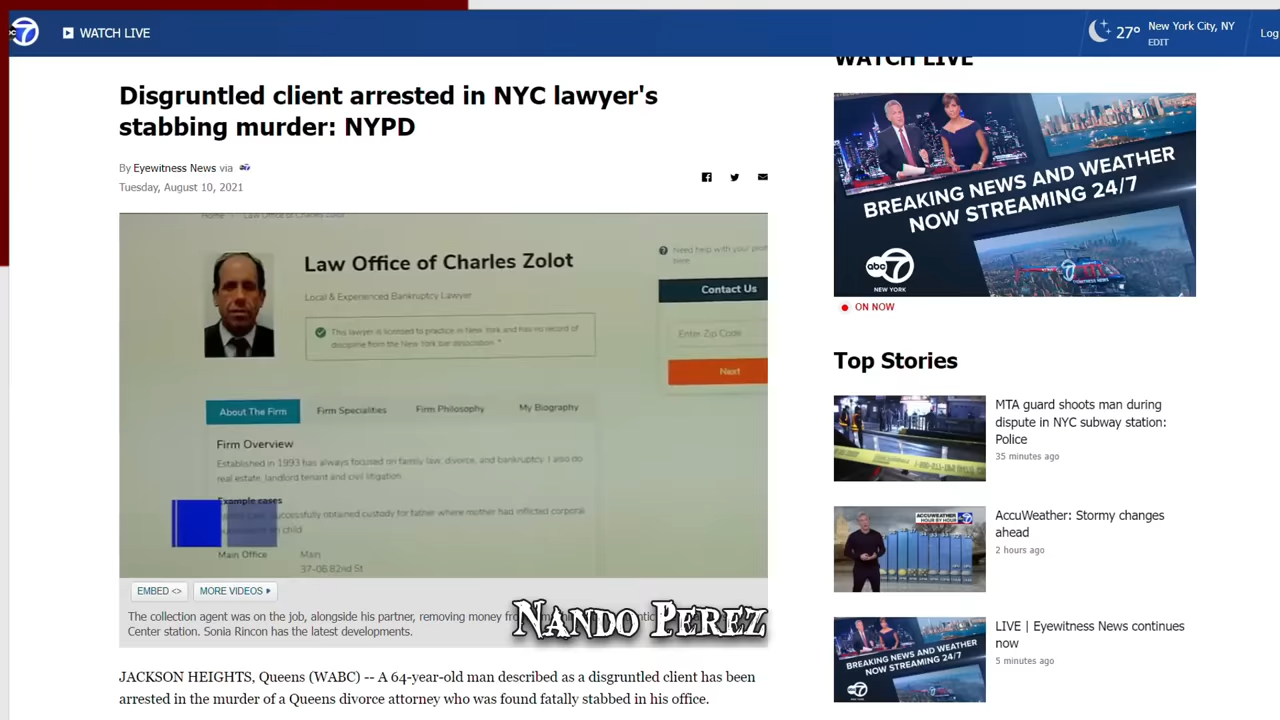 7
WATCH LIVE
27°
New York City, NY
EDIT
Log
WATCH LIVE
Disgruntled client arrested in NYC lawyer's
stabbing murder: NYPD
By Eyewitness News via
Tuesday, August 10, 2021
Home
Law Office of Charles Zolot
Law Office of Charles Zolot
Local & Experienced Bankruptcy Lawyer
This lawyer is licensed to practice in New York and has no record of
discipline from the New York bar association.
Need help with your
here.
Contact Us
Enter Zip Code
Next
About The Firm
Firm Specialities
Firm Philosophy
My Biography
Firm Overview
Established in 1993 has always focused on family law, divorce, and bankruptcy. I also do
real estate, landlord tenant and civil litigation.
Example cases
Successfully obtained custody for father where mother had inflicted corporal
on child
Main Office
Main
37-06 82nd St
EMBED <>
MORE VIDEOS
The collection agent was on the job, alongside his partner, removing money
Center station. Sonia Rincon has the latest developments.
Nando Perez
JACKSON HEIGHTS, Queens (WABC) -- A 64-year-old man described as a disgruntled client has been
arrested in the murder of a Queens divorce attorney who was found fatally stabbed in his office.
BREAKING NEWS AND WEATHER
NOW STREAMING 24/7
abc 7
NEW YORK
ON NOW
Top Stories
MTA guard shoots man during
dispute in NYC subway station:
Police
35 minutes ago
ACCUWEATHER
HOUR BY HOUR
AccuWeather: Stormy changes
ahead
2 hours ago
BREAKING NEWS AND WEATHER
NOW STREAMING 24/7
LIVE | Eyewitness News continues
now
5 minutes ago